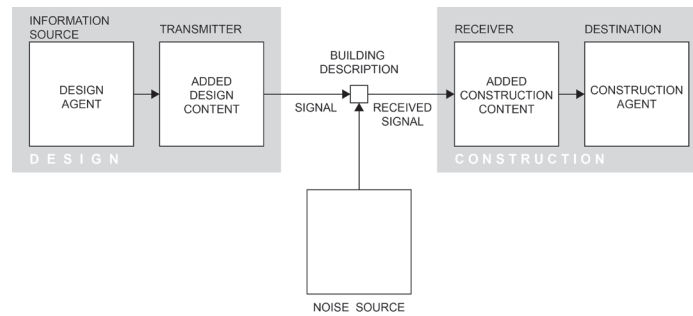 INFORMATION
SOURCE
TRANSMITTER
DESIGN
AGENT
ADDED
DESIGN
CONTENT
DESIGN
BUILDING
DESCRIPTION
SIGNAL
RECEIVED
SIGNAL
RECEIVER
DESTINATION
ADDED
CONSTRUCTION
CONTENT
CONSTRUCTION
AGENT
CONSTRUCTION
NOISE SOURCE